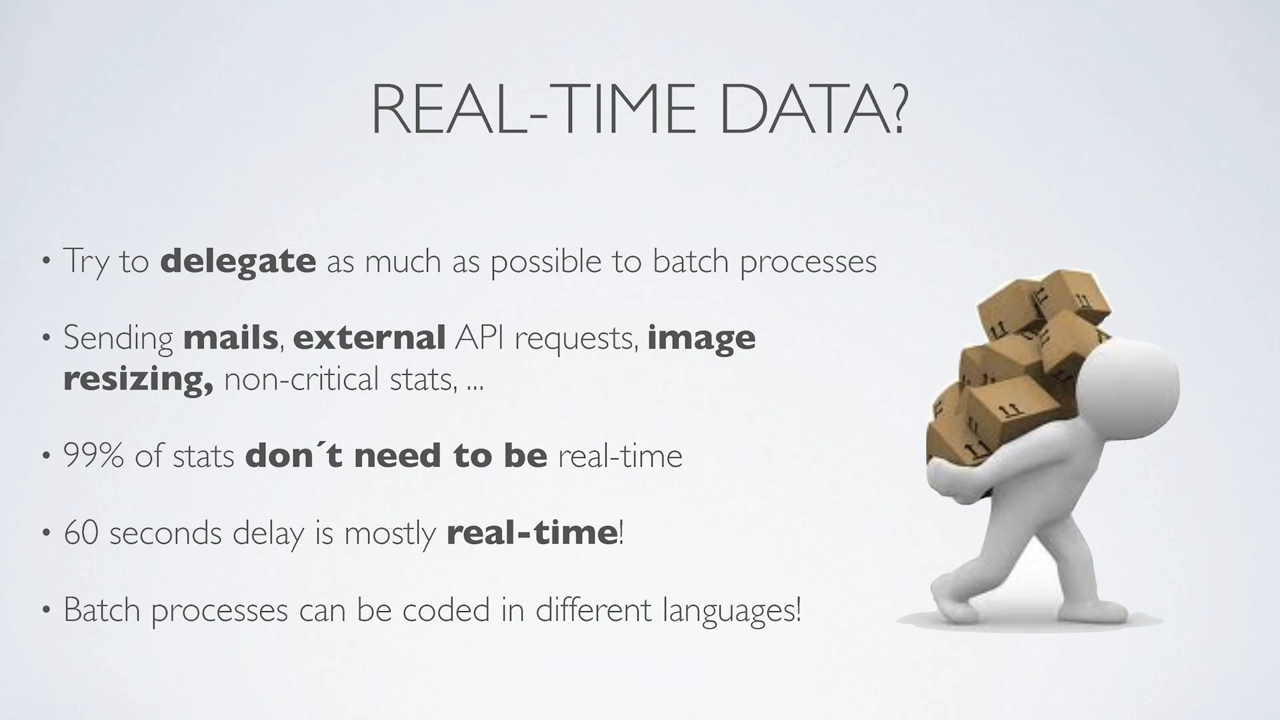 REAL-TIME DATA?
• Try to delegate as much as possible to batch processes
• Sending mails, external API requests, image
resizing, non-critical stats, ...
• 99% of stats don´t need to be real-time
• 60 seconds delay is mostly real-time!
• Batch processes can be coded in different languages!